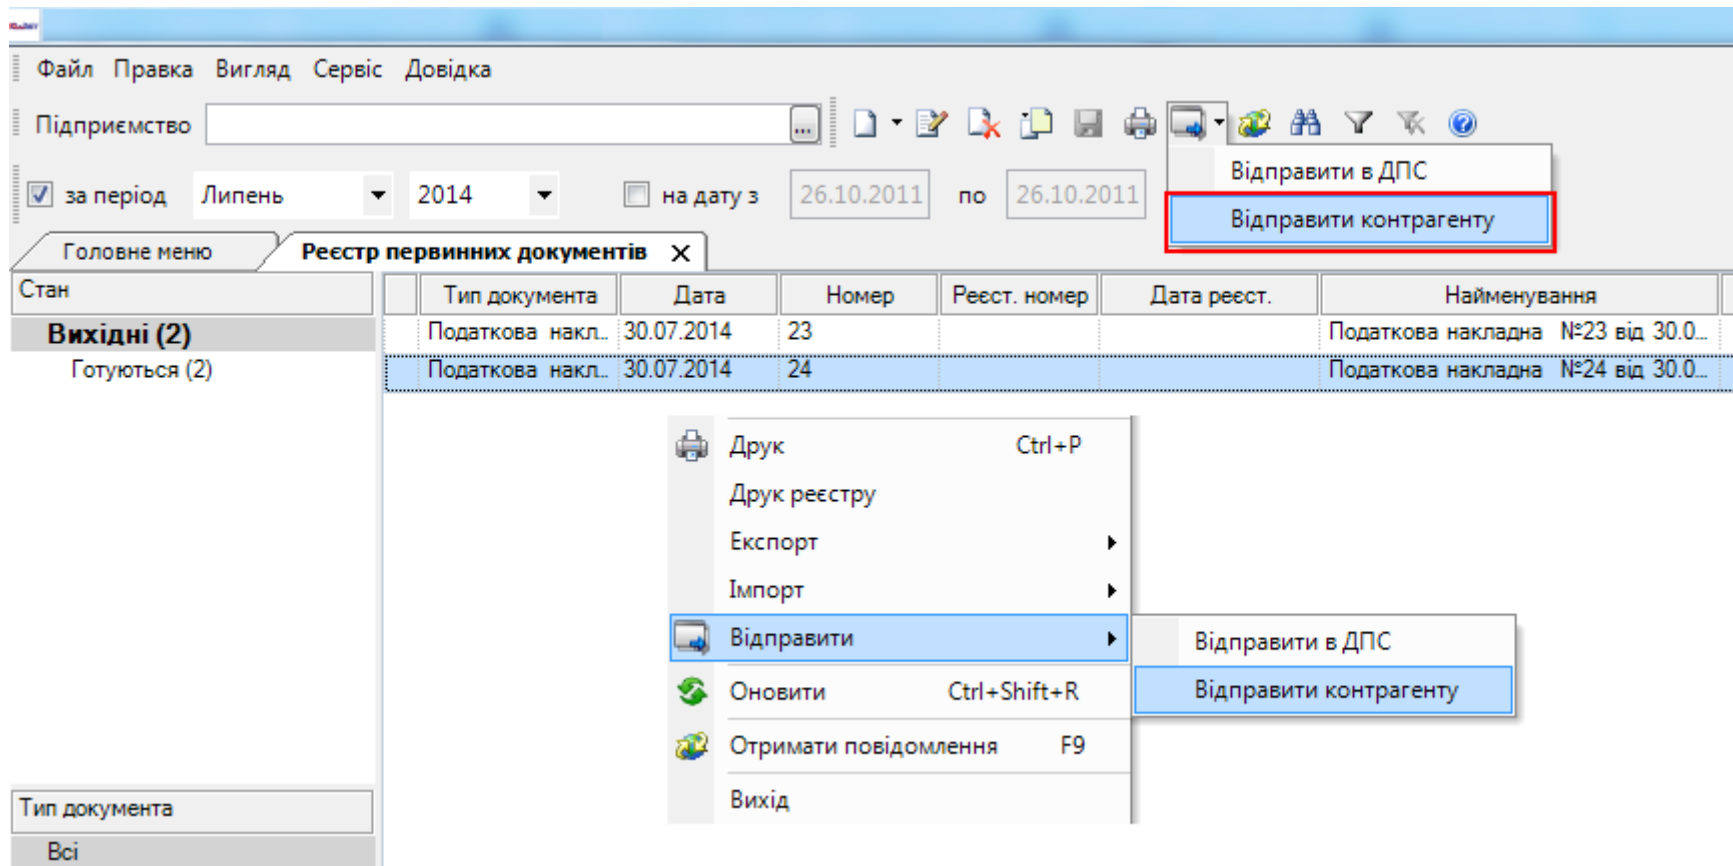 Файл Правка Вигляд Сервіс Довідка
Підприємство ...
Відправити в ДПС
за період Липень 2014 на дату з 26.10.2011 по 26.10.2011
Відправити контрагенту
Головне меню Реєстр первинних документів X
Стан Тип документа Дата Номер Реєст. номер Дата реєст. Найменування
Вихідні (2) Податкова накл... 30.07.2014 23 Податкова накладна №23 від 30.0...
Готуються (2) Податкова накл... 30.07.2014 24 Податкова накладна №24 від 30.0...
Друк Ctrl+P
Друк реєстру
Експорт
Імпорт
Відправити Відправити в ДПС
Оновити Ctrl+Shift+R Відправити контрагенту
Отримати повідомлення F9
Вихід
Тип документа
Всі